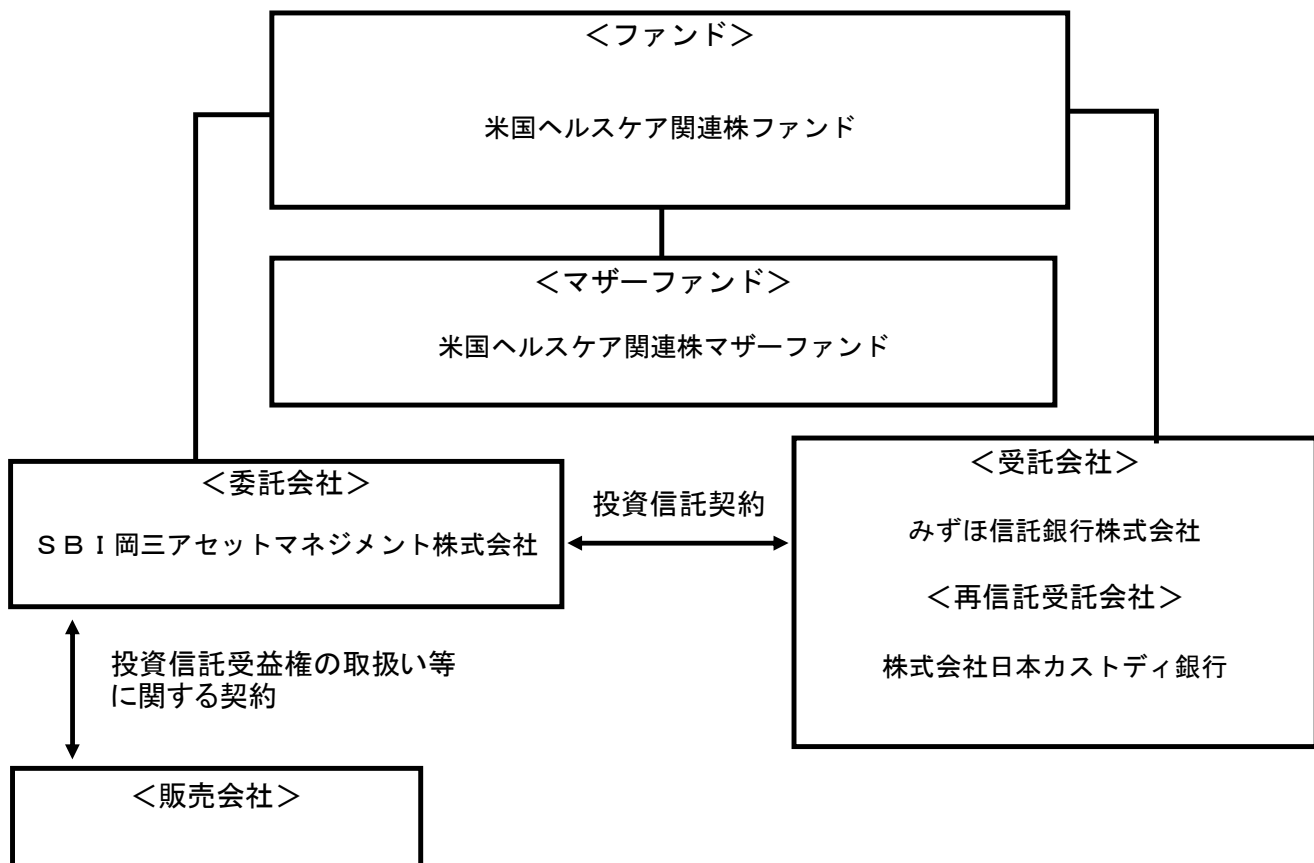 ＜ファンド＞
米国ヘルスケア関連株ファンド
＜マザーファンド＞
米国ヘルスケア関連株マザーファンド
＜委託会社＞
ＳＢＩ岡三アセットマネジメント株式会社
投資信託契約
＜受託会社＞
みずほ信託銀行株式会社
＜再信託受託会社＞
株式会社日本カストディ銀行
投資信託受益権の取扱い等
に関する契約
＜販売会社＞